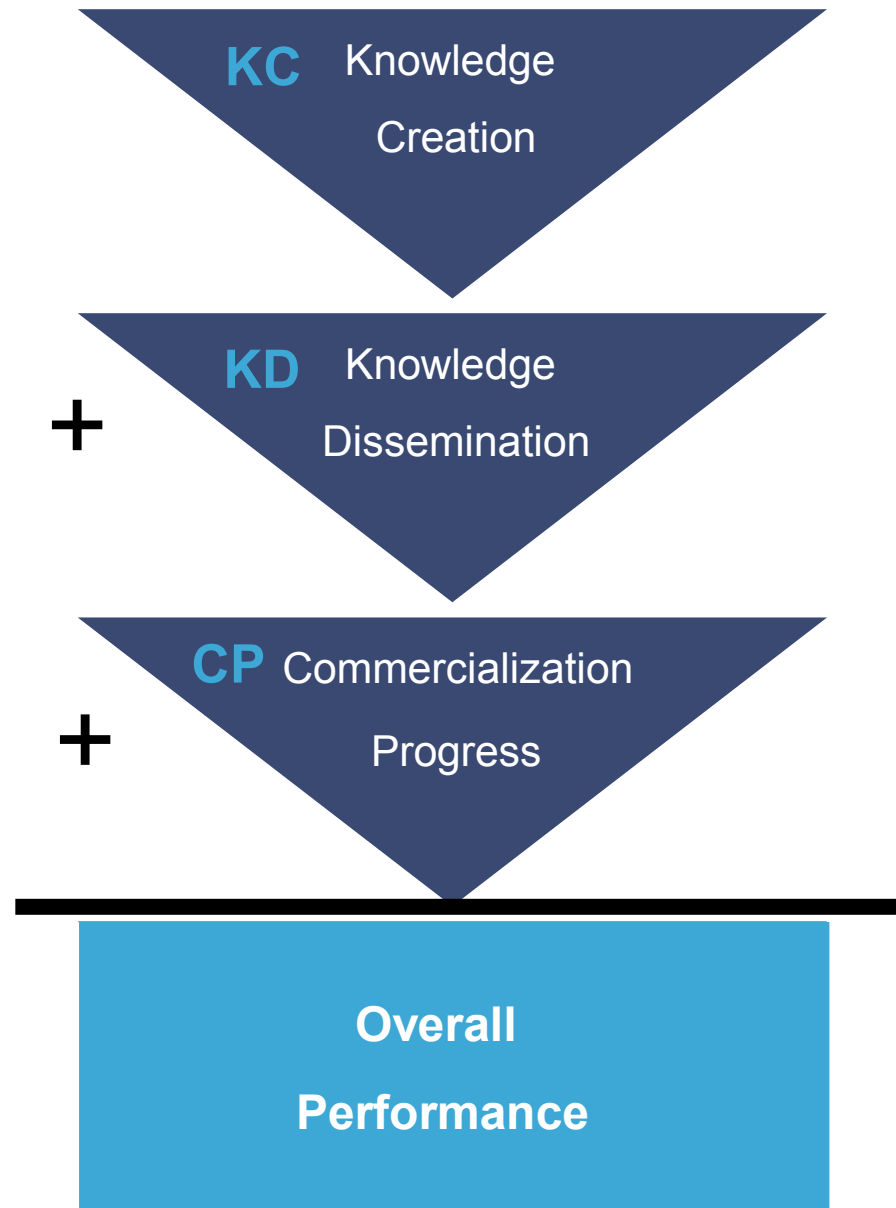 KC Knowledge
Creation
KD Knowledge
+
Dissemination
CP Commercialization
+
Progress
Overall
Performance